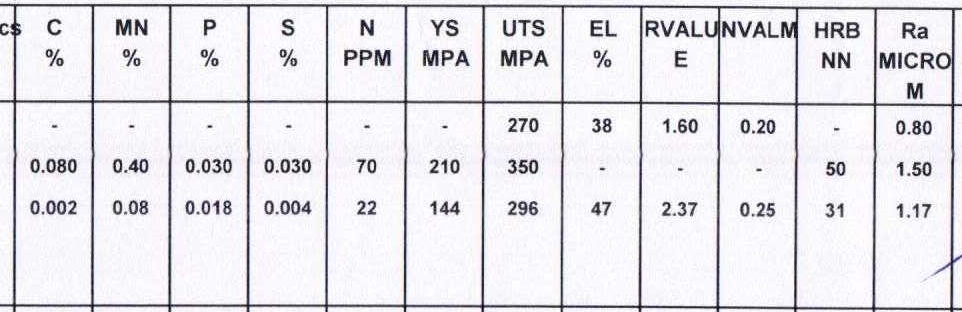 cs C MN P S N YS UTS EL RVALU NVALM HRB Ra
% % % % PPM MPA MPA % E NN MICRO
M
- - - - - - 270 38 1.60 0.20 - 0.80
0.080 0.40 0.030 0.030 70 210 350 - - - 50 1.50
0.002 0.08 0.018 0.004 22 144 296 47 2.37 0.25 31 1.17